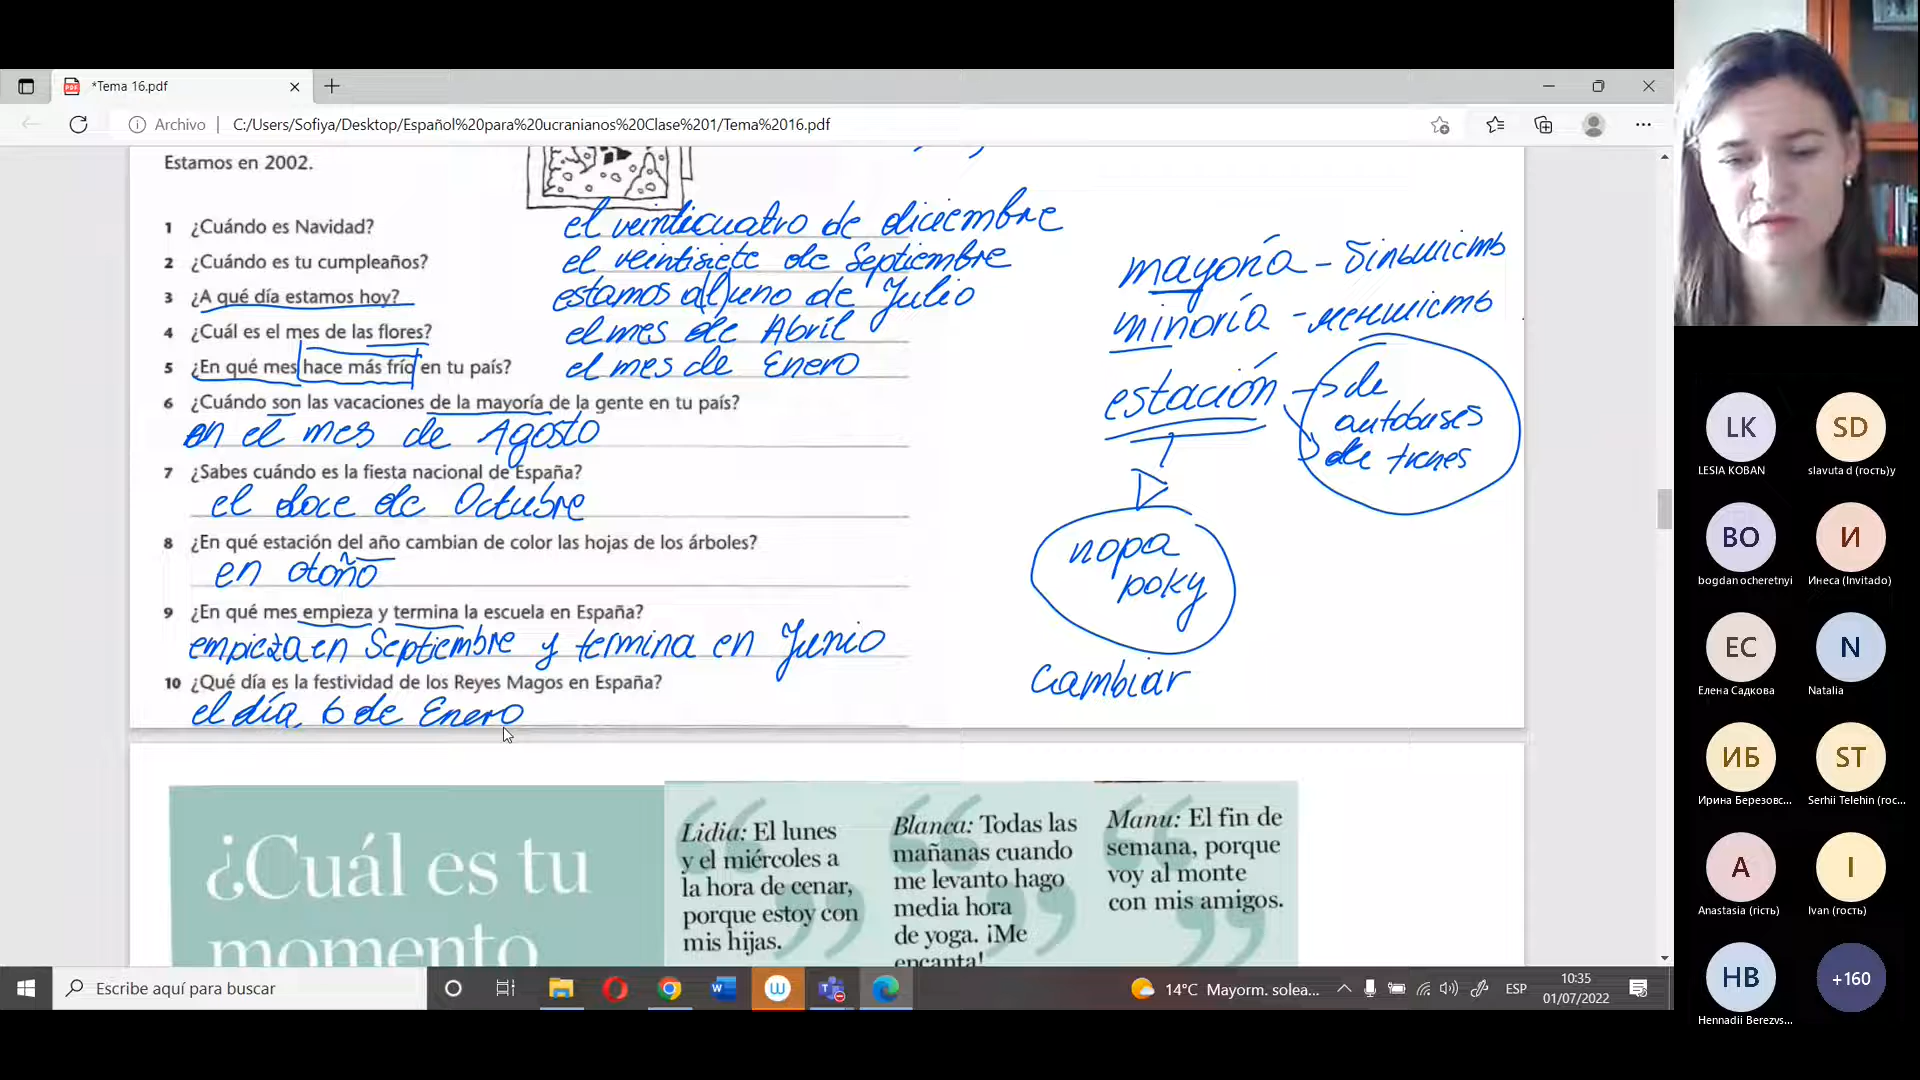 *Tema 16.pdf
Archivo
C:/Users/Sofiya/Desktop/Español%20para%20ucranianos%20Clase%201/Tema%2016.pdf
Estamos en 2002.
1 ¿Cuándo es Navidad?
el veinticuatro de diciembre
2 ¿Cuándo es tu cumpleaños?
el veintisiete de Septiembre
3 ¿A qué día estamos hoy?
estamos a(l) uno de Julio
4 ¿Cuál es el mes de las flores?
el mes de Abril
5 ¿En qué mes hace más frío en tu país?
el mes de Enero
6 ¿Cuándo son las vacaciones de la mayoría de la gente en tu país?
en el mes de Agosto
7 ¿Sabes cuándo es la fiesta nacional de España?
el doce de Octubre
8 ¿En qué estación del año cambian de color las hojas de los árboles?
en otoño
9 ¿En qué mes empieza y termina la escuela en España?
empieza en Septiembre y termina en Junio
10 ¿Qué día es la festividad de los Reyes Magos en España?
el día 6 de Enero
mayoría - більшість
minoría - меншість
estación
de
autobuses
de trenes
пора
року
cambiar
¿Cuál es tu
momento
Lidia: El lunes
y el miércoles a
la hora de cenar,
porque estoy con
mis hijas.
Blanca: Todas las
mañanas cuando
me levanto hago
media hora
de yoga. ¡Me
encanta!
Manu: El fin de
semana, porque
voy al monte
con mis amigos.
Escribe aquí para buscar
14°C Mayorm. solea...
ESP
10:35
01/07/2022
LK
LESIA KOBAN
SD
slavuta d (гость)y
BO
bogdan ocheretnyi
И
Инеса (Invitado)
EC
Елена Садкова
N
Natalia
ИБ
Ирина Березовс...
ST
Serhii Telehin (гос...
A
Anastasia (гість)
I
Ivan (гость)
HB
Hennadii Berezvs...
+160